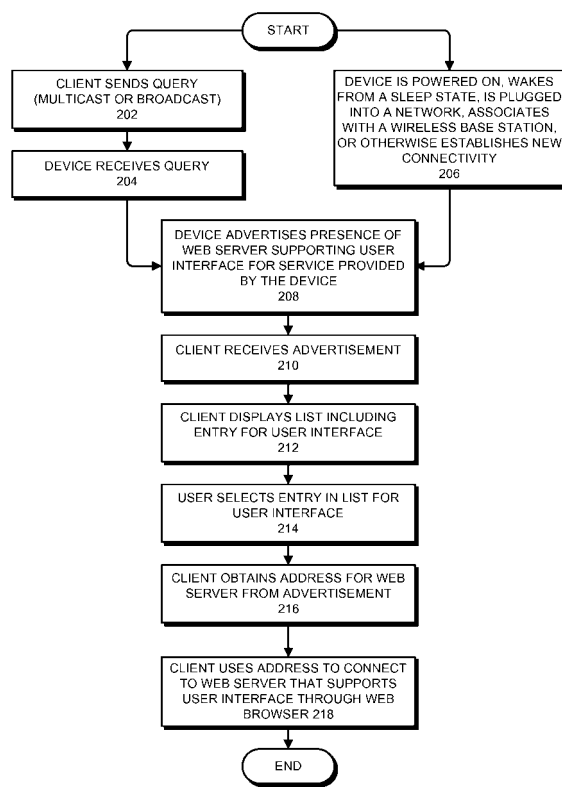 START
CLIENT SENDS QUERY
(MULTICAST OR BROADCAST)
202
DEVICE RECEIVES QUERY
204
DEVICE IS POWERED ON, WAKES
FROM A SLEEP STATE, IS PLUGGED
INTO A NETWORK, ASSOCIATES
WITH A WIRELESS BASE STATION,
OR OTHERWISE ESTABLISHES NEW
CONNECTIVITY
206
DEVICE ADVERTISES PRESENCE OF
WEB SERVER SUPPORTING USER
INTERFACE FOR SERVICE PROVIDED
BY THE DEVICE
208
CLIENT RECEIVES ADVERTISEMENT
210
CLIENT DISPLAYS LIST INCLUDING
ENTRY FOR USER INTERFACE
212
USER SELECTS ENTRY IN LIST FOR
USER INTERFACE
214
CLIENT OBTAINS ADDRESS FOR WEB
SERVER FROM ADVERTISEMENT
216
CLIENT USES ADDRESS TO CONNECT
TO WEB SERVER THAT SUPPORTS
USER INTERFACE THROUGH WEB
BROWSER 218
END